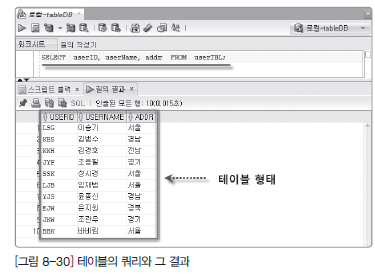 로컬-tableDB
로컬-tableDB
워크시트 질의 작성기
SELECT userID, userName, addr FROM userTBL;
스크립트 출력 × 질의 결과 ×
SQL | 인출된 모든 행: 10(0,015초)
USERID USERNAME ADDR
1 LSG 이승기 서울
2 KBS 김범수 경남
3 KKH 김경호 전남
4 JYP 조용필 경기
5 SSK 성시경 서울
6 LJB 임재범 서울
7 YJS 윤종신 경남
8 EJW 은지원 경북
9 JKW 조관우 경기
10 BBK 바비킴 서울
테이블 형태
[그림 8-30] 테이블의 쿼리와 그 결과